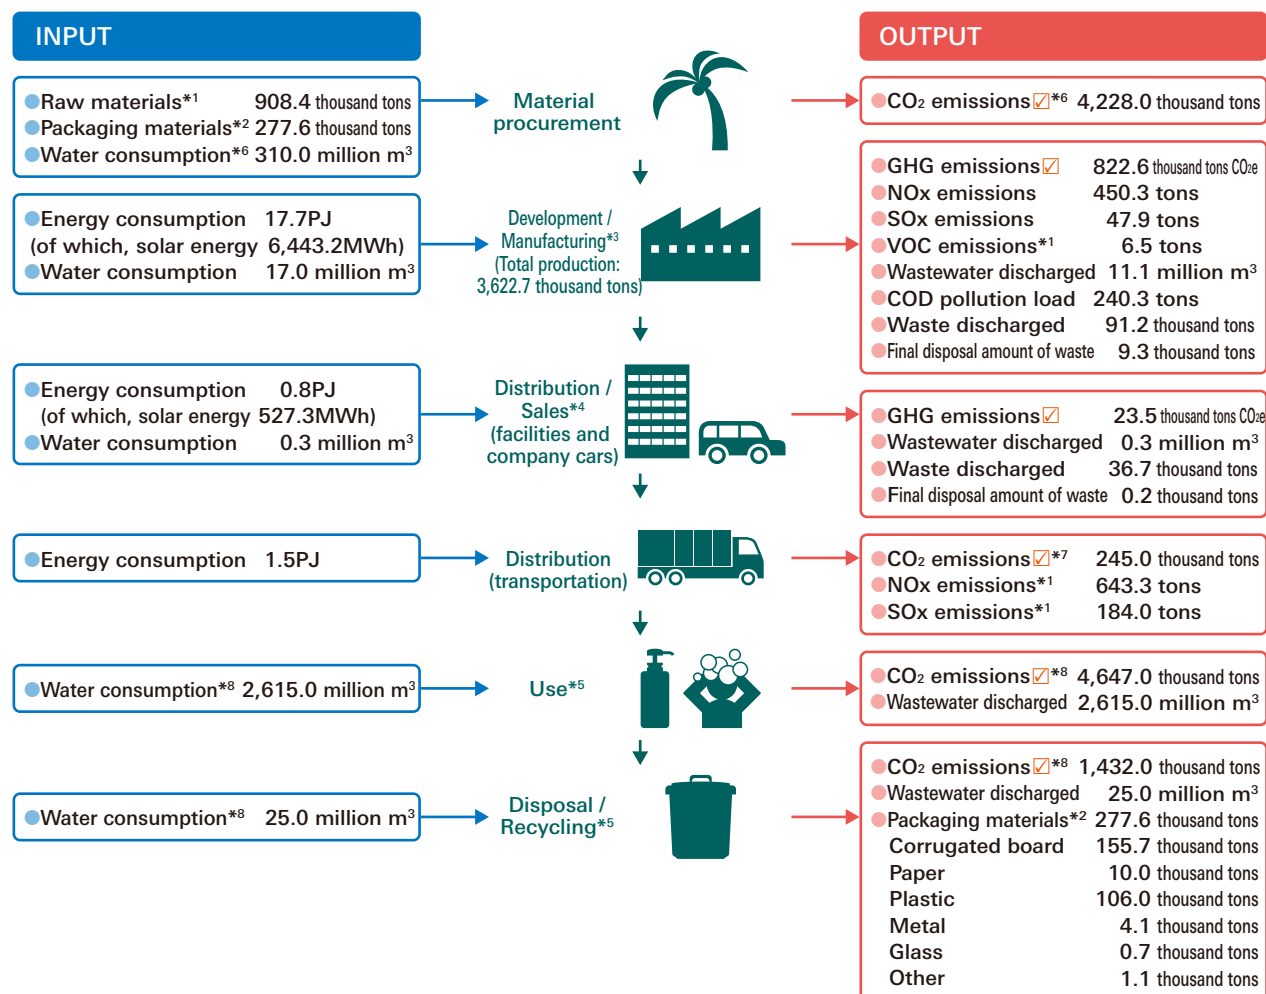 INPUT
●Raw materials*1 908.4 thousand tons
●Packaging materials*2 277.6 thousand tons
●Water consumption*6 310.0 million m3
●Energy consumption 17.7PJ
(of which, solar energy 6,443.2MWh)
●Water consumption 17.0 million m3
●Energy consumption 0.8PJ
(of which, solar energy 527.3MWh)
●Water consumption 0.3 million m3
●Energy consumption 1.5PJ
●Water consumption*8 2,615.0 million m3
●Water consumption*8 25.0 million m3
Material
procurement
Development /
Manufacturing*3
(Total production:
3,622.7 thousand tons)
Distribution /
Sales*4
(facilities and
company cars)
Distribution
(transportation)
Use*5
Disposal /
Recycling*5
OUTPUT
●CO2 emissions☑*6 4,228.0 thousand tons
●GHG emissions☑ 822.6 thousand tons CO2e
●NOx emissions 450.3 tons
●SOx emissions 47.9 tons
●VOC emissions*1 6.5 tons
●Wastewater discharged 11.1 million m3
●COD pollution load 240.3 tons
●Waste discharged 91.2 thousand tons
●Final disposal amount of waste 9.3 thousand tons
●GHG emissions☑ 23.5 thousand tons CO2e
●Wastewater discharged 0.3 million m3
●Waste discharged 36.7 thousand tons
●Final disposal amount of waste 0.2 thousand tons
●CO2 emissions☑*7 245.0 thousand tons
●NOx emissions*1 643.3 tons
●SOx emissions*1 184.0 tons
●CO2 emissions☑*8 4,647.0 thousand tons
●Wastewater discharged 2,615.0 million m3
●CO2 emissions☑*8 1,432.0 thousand tons
●Wastewater discharged 25.0 million m3
●Packaging materials*2 277.6 thousand tons
Corrugated board 155.7 thousand tons
Paper 10.0 thousand tons
Plastic 106.0 thousand tons
Metal 4.1 thousand tons
Glass 0.7 thousand tons
Other 1.1 thousand tons